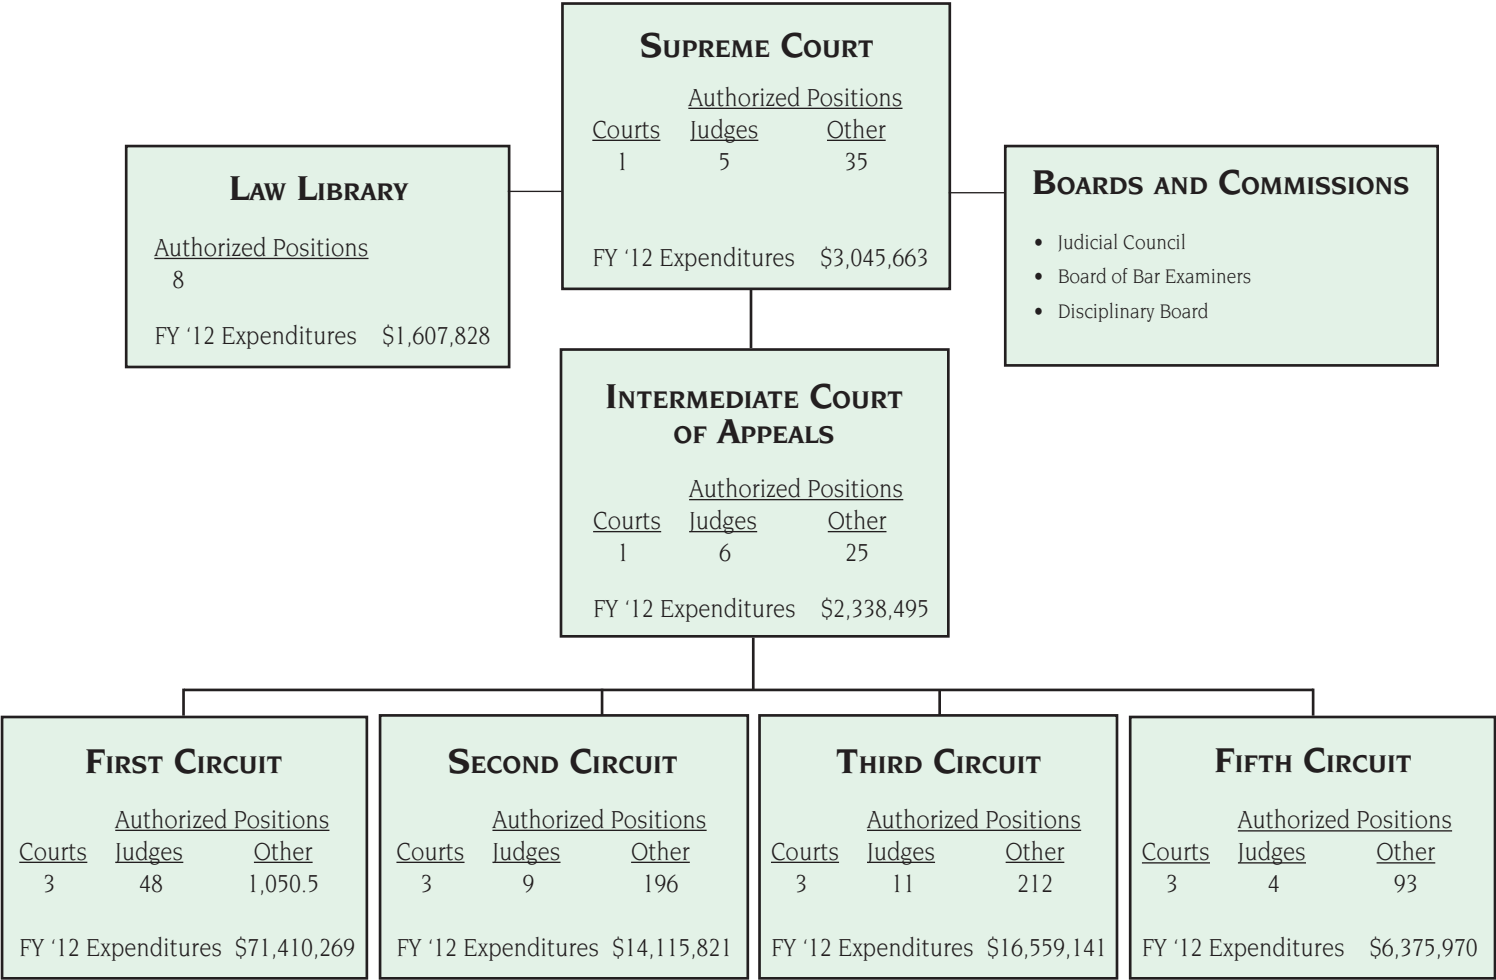 SUPREME COURT
Authorized Positions
Courts Judges Other
1 5 35
FY ‘12 Expenditures $3,045,663
LAW LIBRARY
Authorized Positions
8
FY ‘12 Expenditures $1,607,828
BOARDS AND COMMISSIONS
• Judicial Council
• Board of Bar Examiners
• Disciplinary Board
INTERMEDIATE COURT
OF APPEALS
Authorized Positions
Courts Judges Other
1 6 25
FY ‘12 Expenditures $2,338,495
FIRST CIRCUIT
Authorized Positions
Courts Judges Other
3 48 1,050.5
FY ‘12 Expenditures $71,410,269
SECOND CIRCUIT
Authorized Positions
Courts Judges Other
3 9 196
FY ‘12 Expenditures $14,115,821
THIRD CIRCUIT
Authorized Positions
Courts Judges Other
3 11 212
FY ‘12 Expenditures $16,559,141
FIFTH CIRCUIT
Authorized Positions
Courts Judges Other
3 4 93
FY ‘12 Expenditures $6,375,970